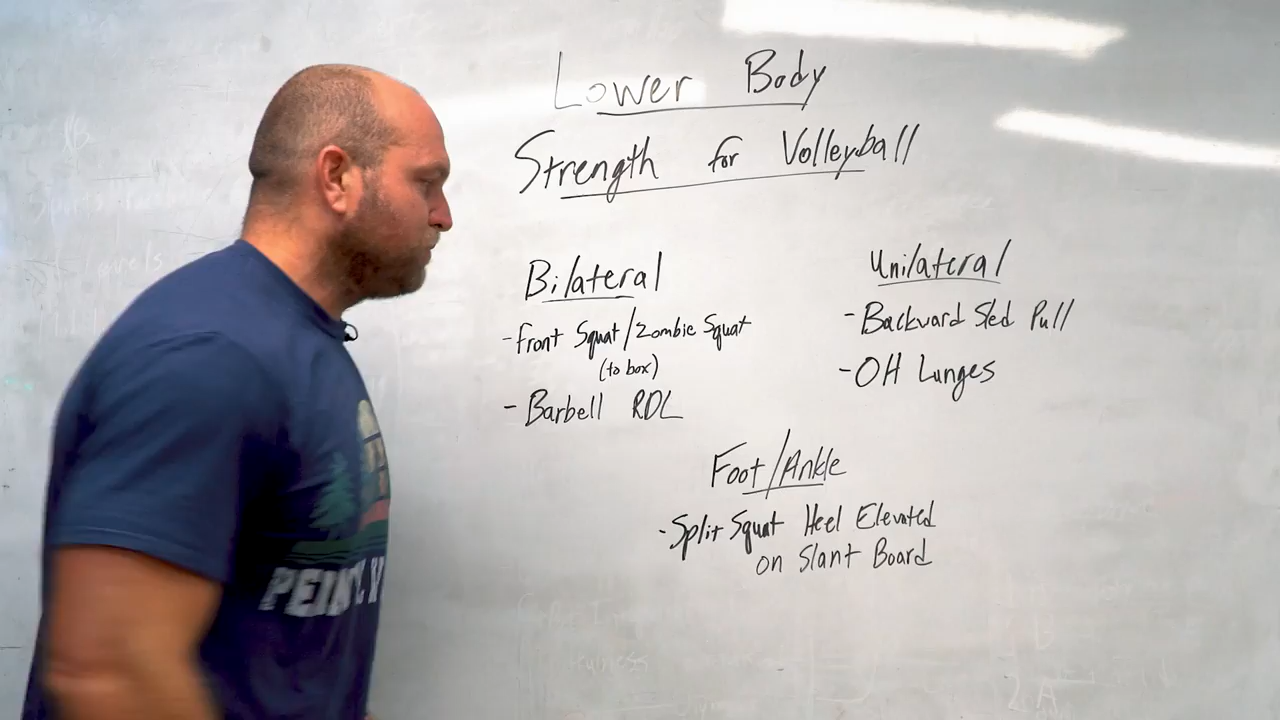 Lower Body
Strength for Volleyball
Bilateral
- Front Squat/Zombie Squat
(to box)
- Barbell RDL
Unilateral
- Backward Sled Pull
- OH Lunges
Foot/Ankle
- Split Squat Heel Elevated
on Slant Board